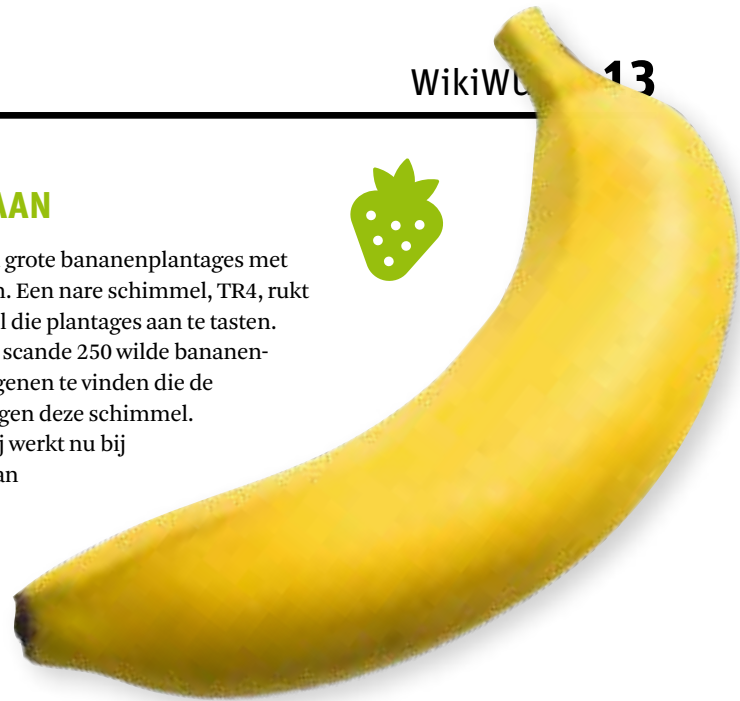 WikiWU 13
AAN
grote bananenplantages met
n. Een nare schimmel, TR4, rukt
l die plantages aan te tasten.
scande 250 wilde bananen-
genen te vinden die de
gen deze schimmel.
j werkt nu bij
an